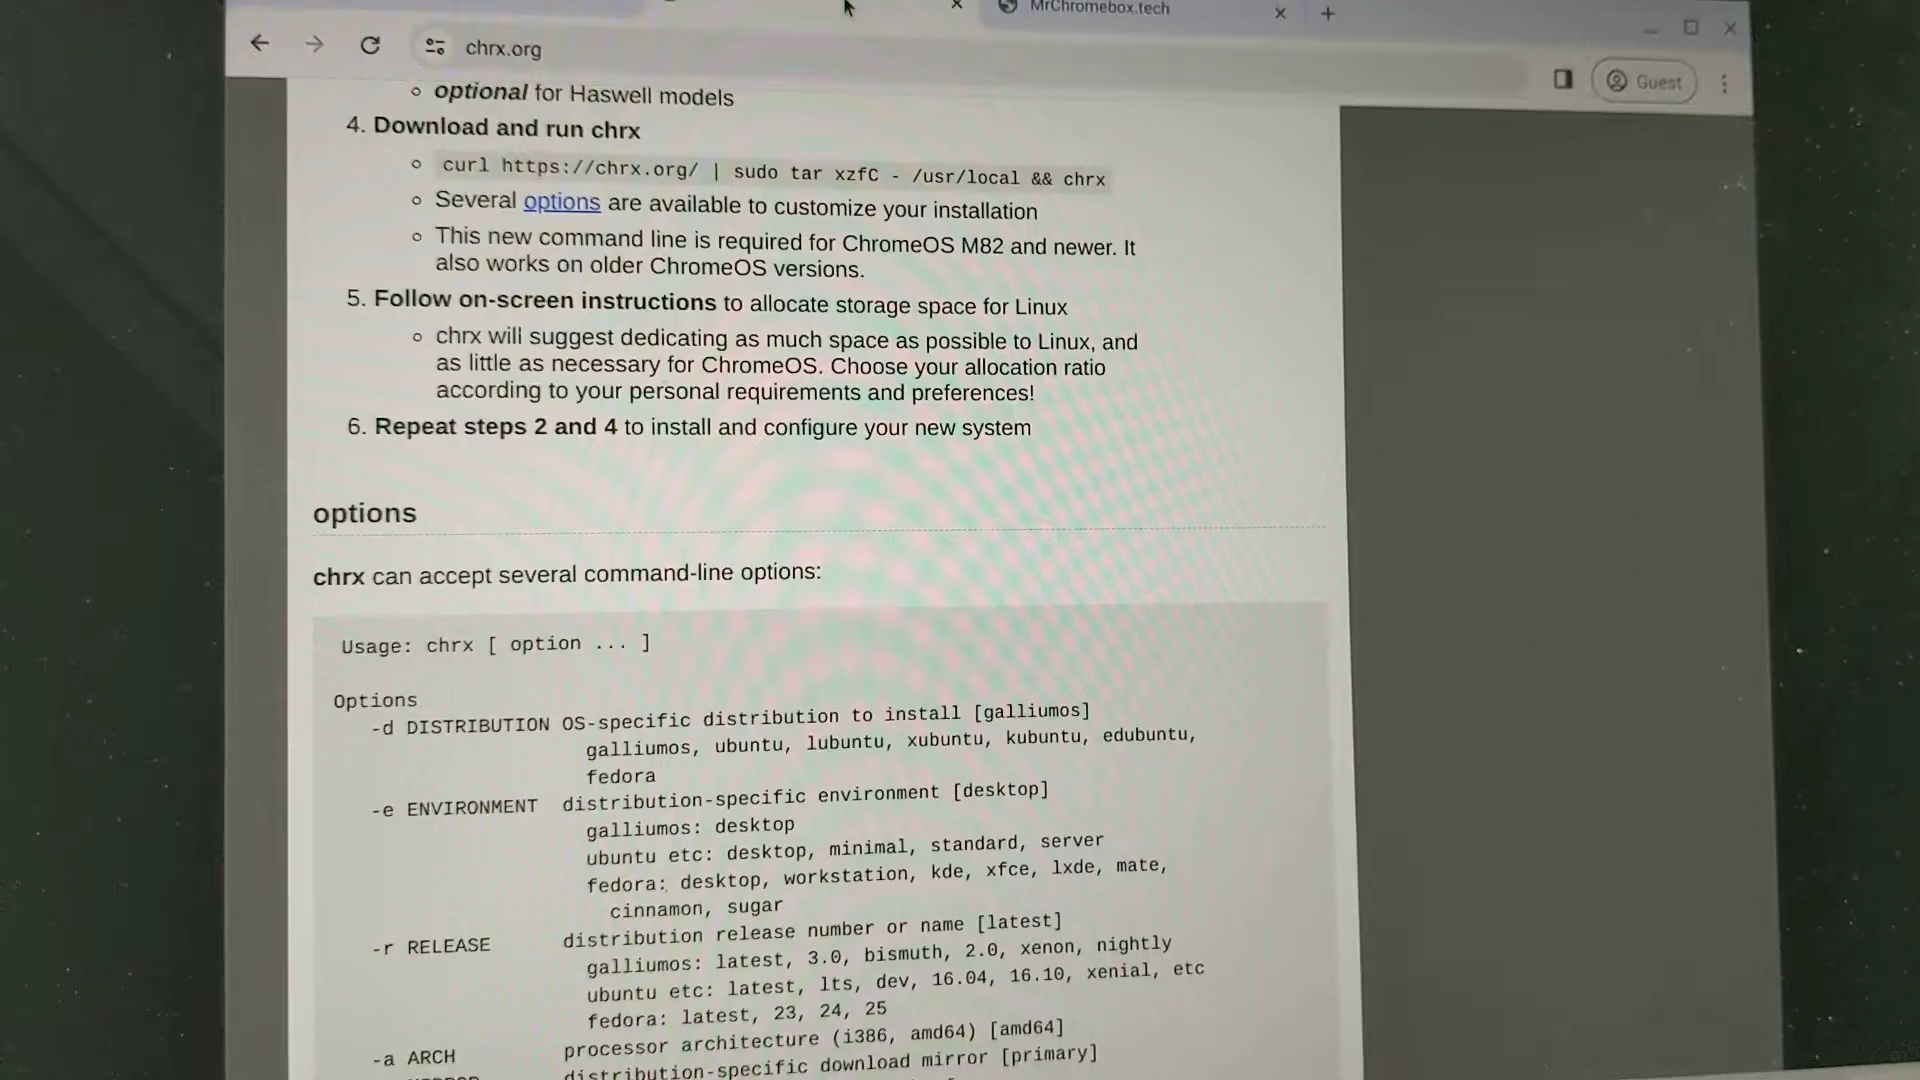 MrChromebox.tech
chrx.org
Guest
optional for Haswell models
4. Download and run chrx
curl https://chrx.org/ | sudo tar xzfC - /usr/local && chrx
Several options are available to customize your installation
This new command line is required for ChromeOS M82 and newer. It
also works on older ChromeOS versions.
5. Follow on-screen instructions to allocate storage space for Linux
chrx will suggest dedicating as much space as possible to Linux, and
as little as necessary for ChromeOS. Choose your allocation ratio
according to your personal requirements and preferences!
6. Repeat steps 2 and 4 to install and configure your new system
options
chrx can accept several command-line options:
Usage: chrx [ option ... ]
Options
-d DISTRIBUTION OS-specific distribution to install [galliumos]
galliumos, ubuntu, lubuntu, xubuntu, kubuntu, edubuntu,
fedora
-e ENVIRONMENT distribution-specific environment [desktop]
galliumos: desktop
ubuntu etc: desktop, minimal, standard, server
fedora: desktop, workstation, kde, xfce, lxde, mate,
cinnamon, sugar
-r RELEASE distribution release number or name [latest]
galliumos: latest, 3.0, bismuth, 2.0, xenon, nightly
ubuntu etc: latest, lts, dev, 16.04, 16.10, xenial, etc
fedora: latest, 23, 24, 25
-a ARCH processor architecture (i386, amd64) [amd64]
distribution-specific download mirror [primary]